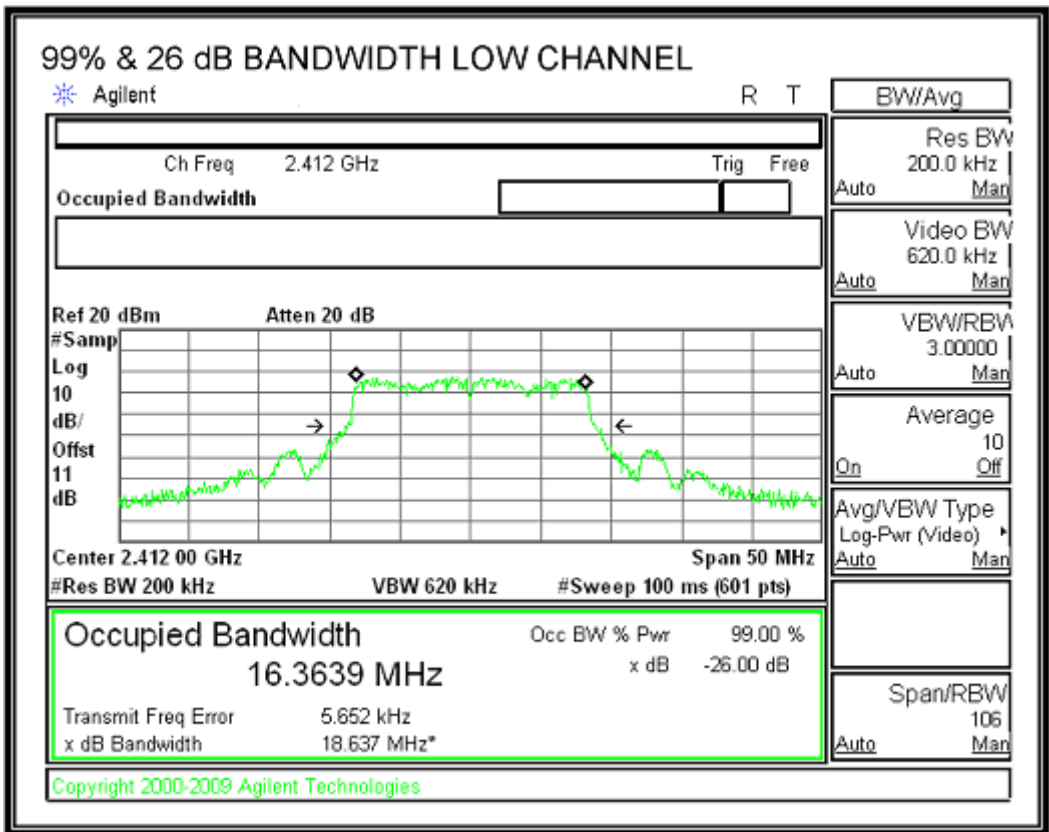 99% & 26 dB BANDWIDTH LOW CHANNEL
Agilent R T
Ch Freq 2.412 GHz Trig Free
Occupied Bandwidth
Ref 20 dBm Atten 20 dB
#Samp
Log
10
dB/
Offst
11
dB
Center 2.412 00 GHz Span 50 MHz
#Res BW 200 kHz VBW 620 kHz #Sweep 100 ms (601 pts)
Occupied Bandwidth Occ BW % Pwr 99.00 %
16.3639 MHz x dB -26.00 dB
Transmit Freq Error 5.652 kHz
x dB Bandwidth 18.637 MHz*
Copyright 2000-2009 Agilent Technologies
BW/Avg
Res BW
200.0 kHz
Auto Man
Video BW
620.0 kHz
Auto Man
VBW/RBW
3.00000
Auto Man
Average
10
On Off
Avg/VBW Type
Log-Pwr (Video)
Auto Man
Span/RBW
106
Auto Man